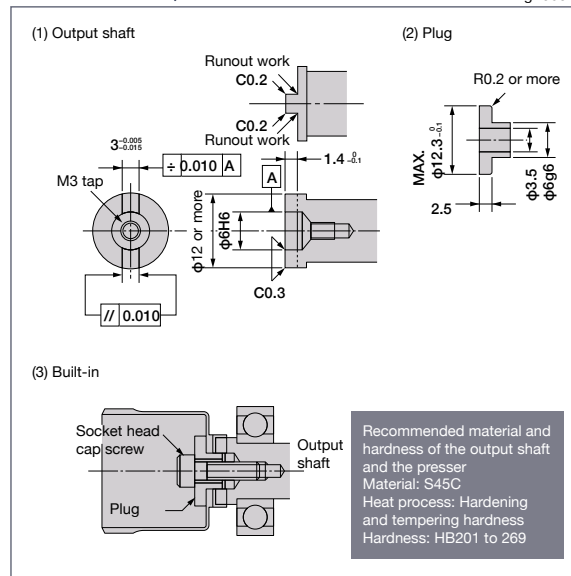 (1) Output shaft
Runout work
C0.2
C0.2
Runout work
3 -0.005 -0.015
÷ 0.010 A
M3 tap
1.4 0 -0.1
A
φ12 or more
φ6H6
C0.3
// 0.010
(2) Plug
R0.2 or more
MAX.
φ12.3 0 -0.1
φ3.5
φ6g6
2.5
(3) Built-in
Socket head
cap screw
Plug
Output
shaft
Recommended material and
hardness of the output shaft
and the presser
Material: S45C
Heat process: Hardening
and tempering hardness
Hardness: HB201 to 269